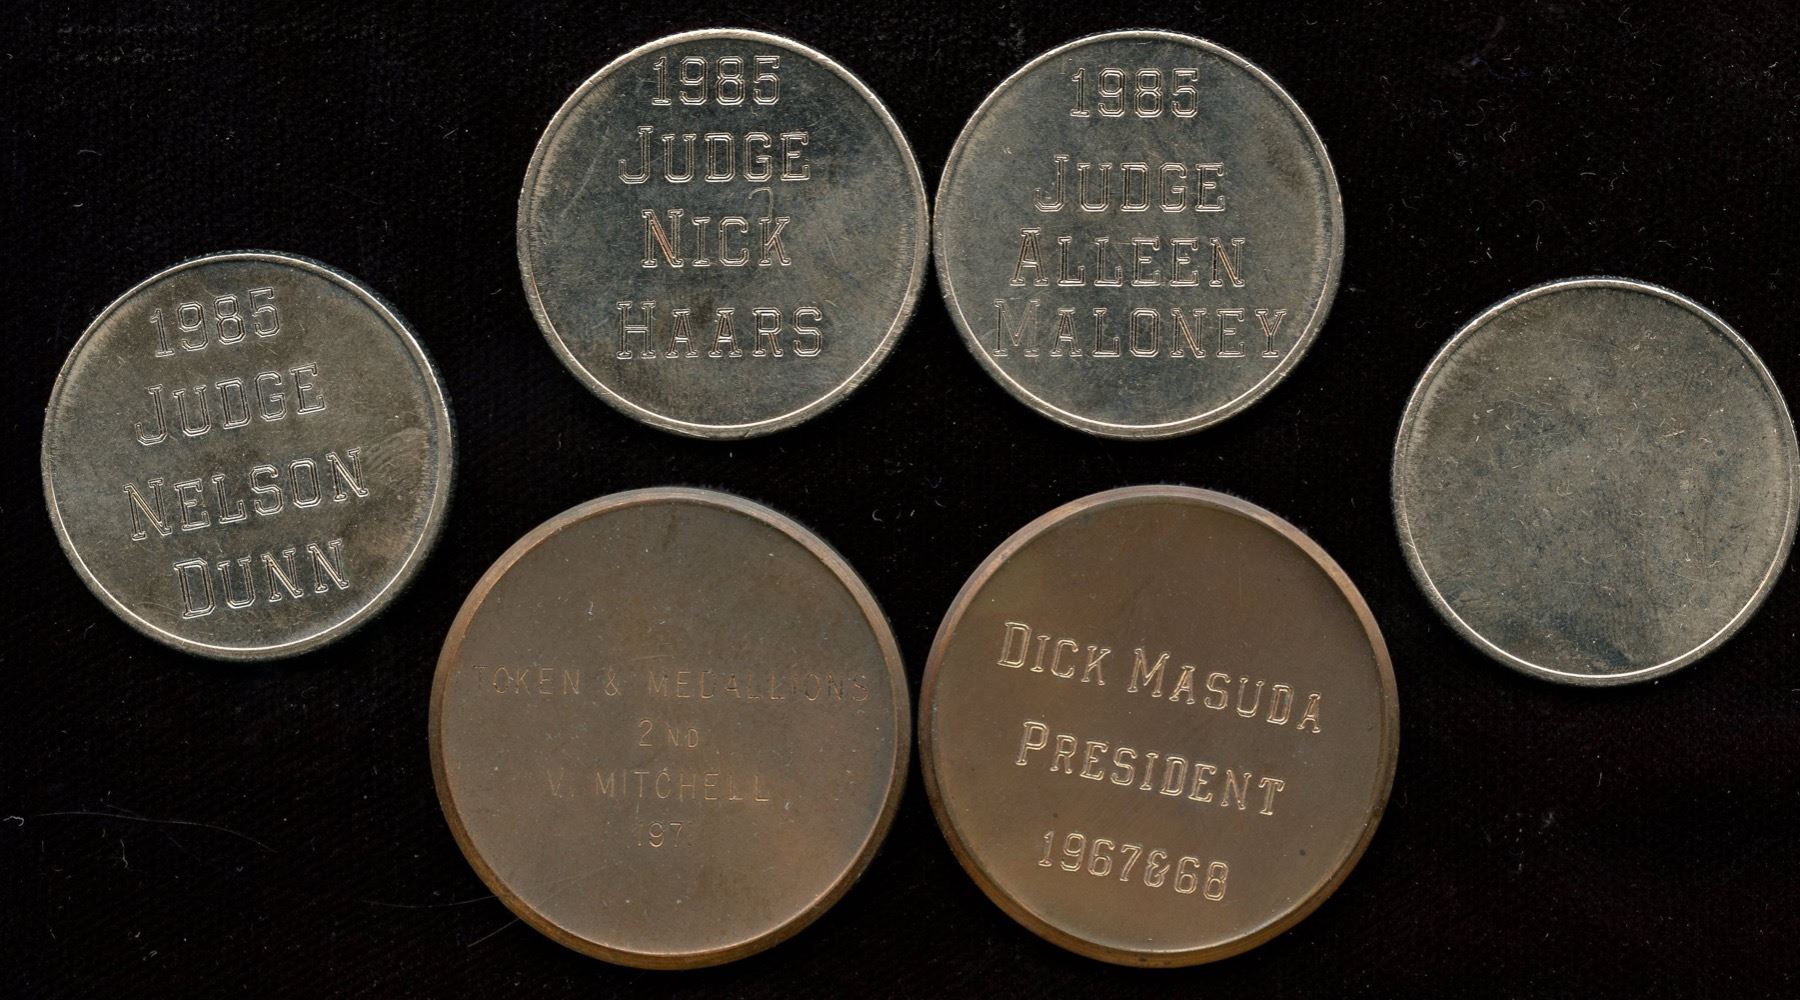 1985
JUDGE
NELSON
DUNN
1985
JUDGE
NICK
HAARS
1985
JUDGE
ALLEEN
MALONEY
TOKEN & MEDALLIONS
2ND
V. MITCHELL
DICK MASUDA
PRESIDENT
1967&68